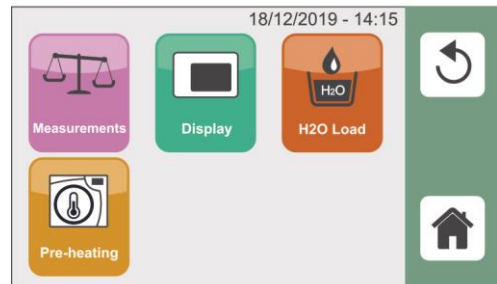 18/12/2019 - 14:15
Measurements
Display
H2O
H2O Load
Pre-heating